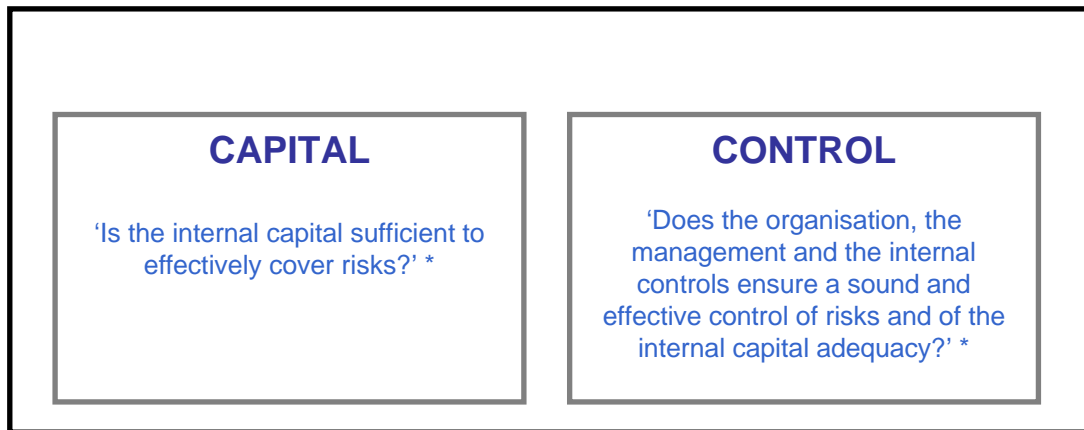 CAPITAL
‘Is the internal capital sufficient to
effectively cover risks?’ *
CONTROL
‘Does the organisation, the
management and the internal
controls ensure a sound and
effective control of risks and of the
internal capital adequacy?’ *